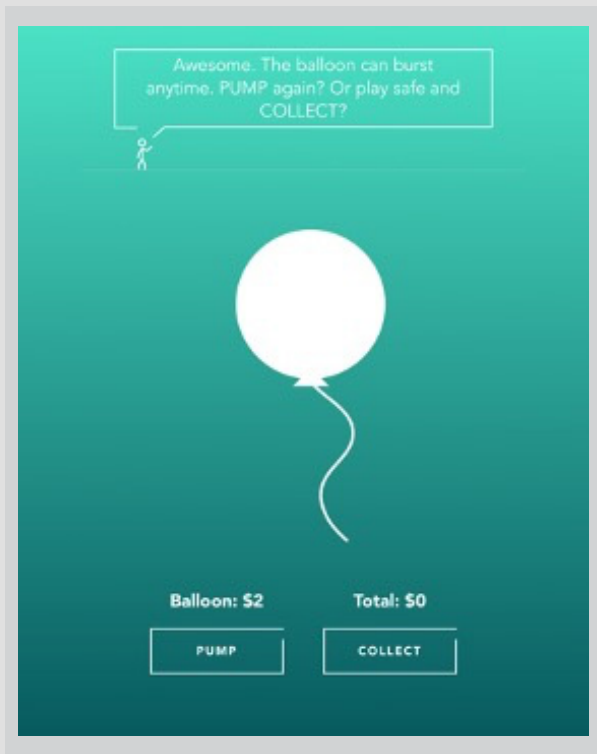 Awesome. The balloon can burst
anytime. PUMP again? Or play safe and
COLLECT?
Balloon: $2
Total: $0
PUMP
COLLECT